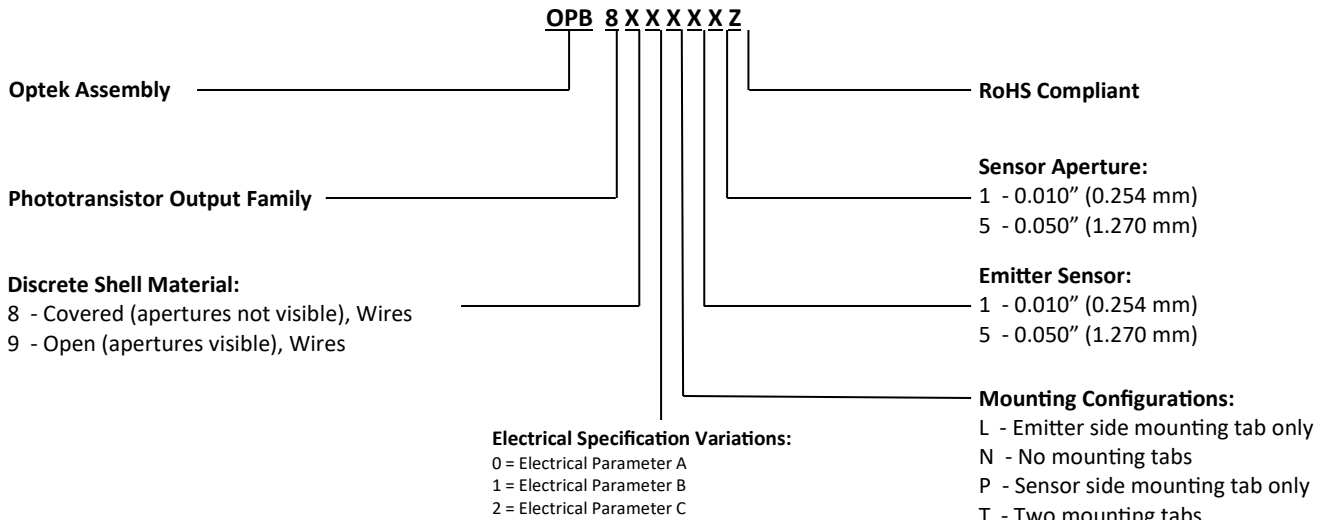 OPB 8 X X X X X Z
Optek Assembly
RoHS Compliant
Phototransistor Output Family
Sensor Aperture:
1 - 0.010” (0.254 mm)
5 - 0.050” (1.270 mm)
Discrete Shell Material:
8 - Covered (apertures not visible), Wires
9 - Open (apertures visible), Wires
Emitter Sensor:
1 - 0.010” (0.254 mm)
5 - 0.050” (1.270 mm)
Electrical Specification Variations:
0 = Electrical Parameter A
1 = Electrical Parameter B
2 = Electrical Parameter C
Mounting Configurations:
L - Emitter side mounting tab only
N - No mounting tabs
P - Sensor side mounting tab only
T - Two mounting tabs